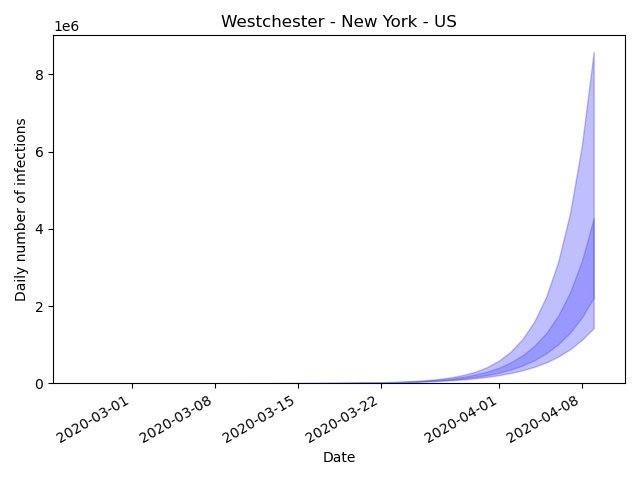 Westchester - New York - US
1e6
8
6
4
2
0
Daily number of infections
2020-03-01
2020-03-08
2020-03-15
2020-03-22
2020-04-01
2020-04-08
Date